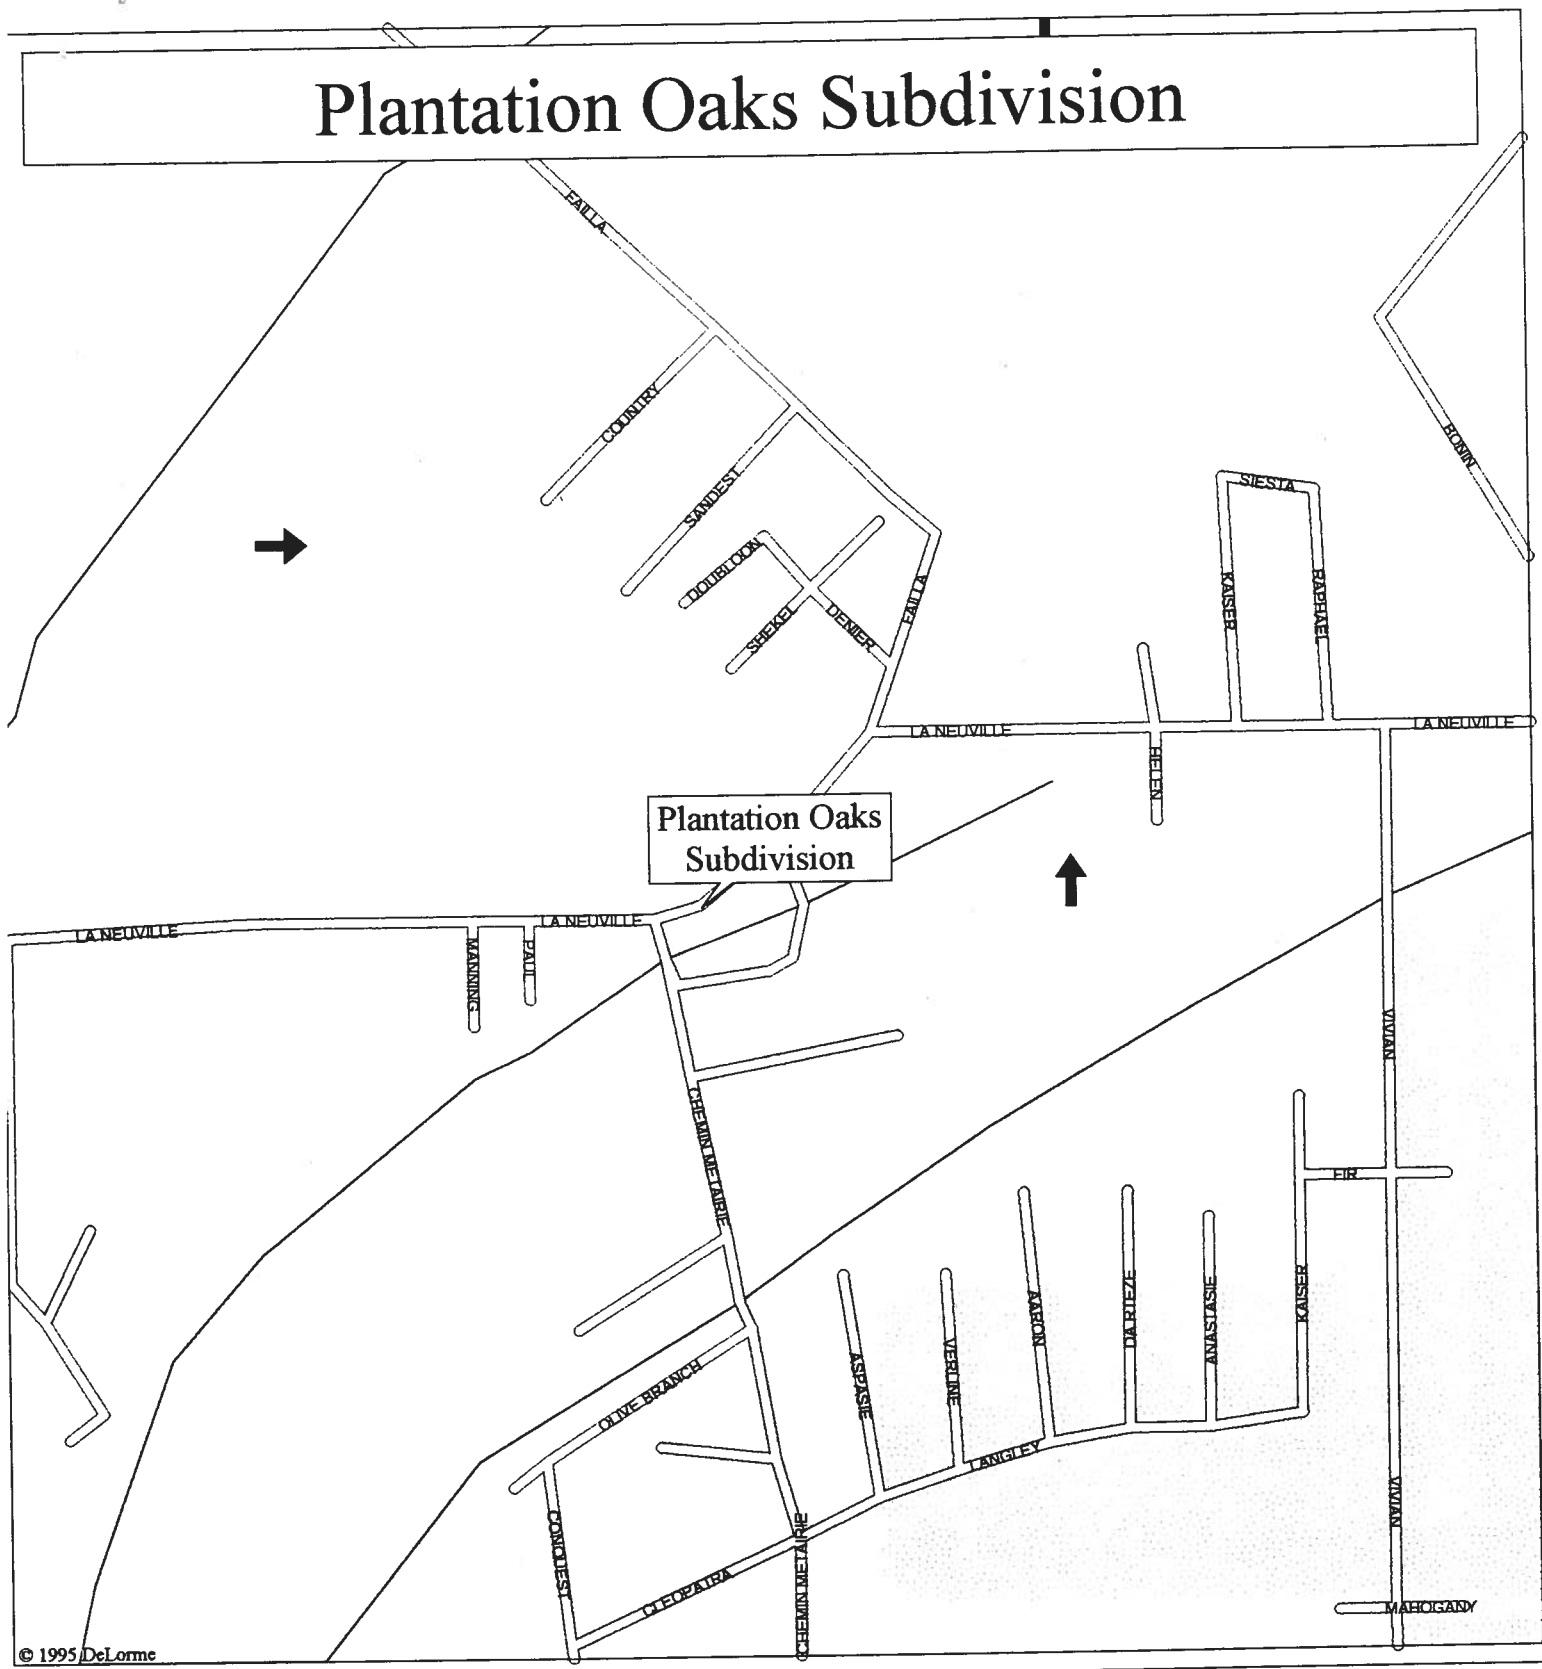 Plantation Oaks Subdivision
FAILLA
COUNTRY
SANDEST
BONIN
SIESTA
DOUBLOON
SHEKEL
DENIER
FAILLA
KAISER
RAPHAEL
LA NEUVILLE
LA NEUVILLE
HELEN
Plantation Oaks
Subdivision
LA NEUVILLE
LA NEUVILLE
MANNING
PAUL
VIVIAN
CHEMIN METAIRIE
FIR
KAISER
DARTEZE
ANASTASIE
AARON
VERLINE
ASPASIE
OLIVE BRANCH
LANGLEY
VIVIAN
CONQUEST
CHEMIN METAIRIE
CLEOPATRA
MAHOGANY
© 1995 DeLorme